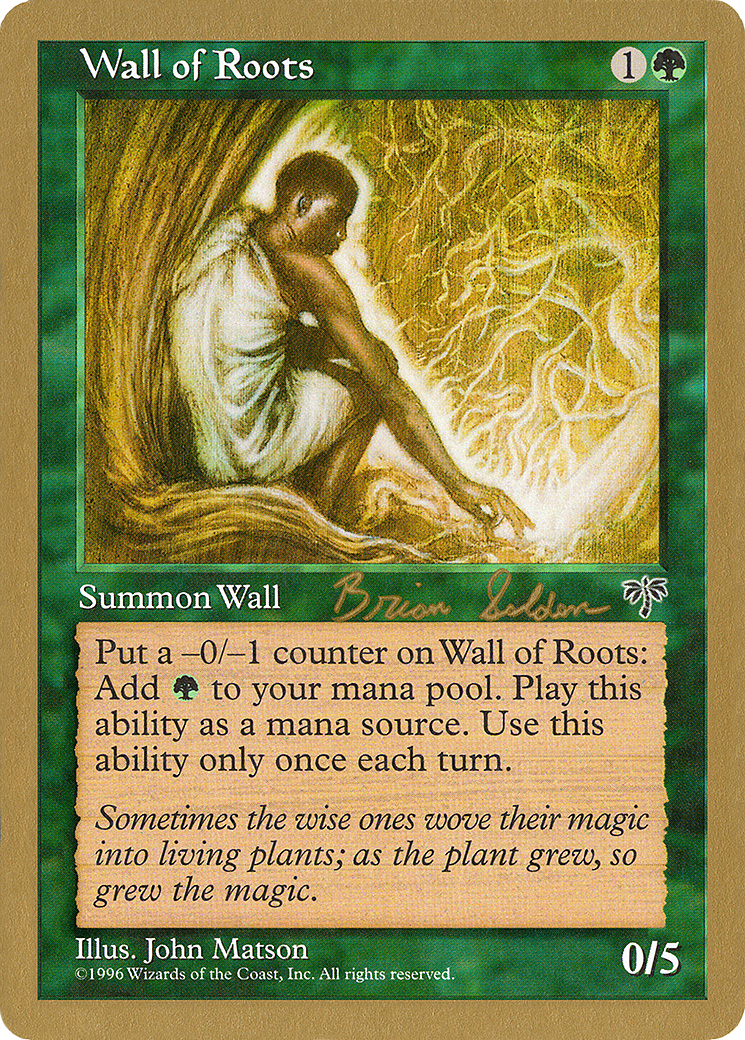 Wall of Roots 1
Summon Wall Brian Selden
Put a –0/–1 counter on Wall of Roots:
Add to your mana pool. Play this
ability as a mana source. Use this
ability only once each turn.
Sometimes the wise ones wove their magic
into living plants; as the plant grew, so
grew the magic.
Illus. John Matson
©1996 Wizards of the Coast, Inc. All rights reserved.
0/5